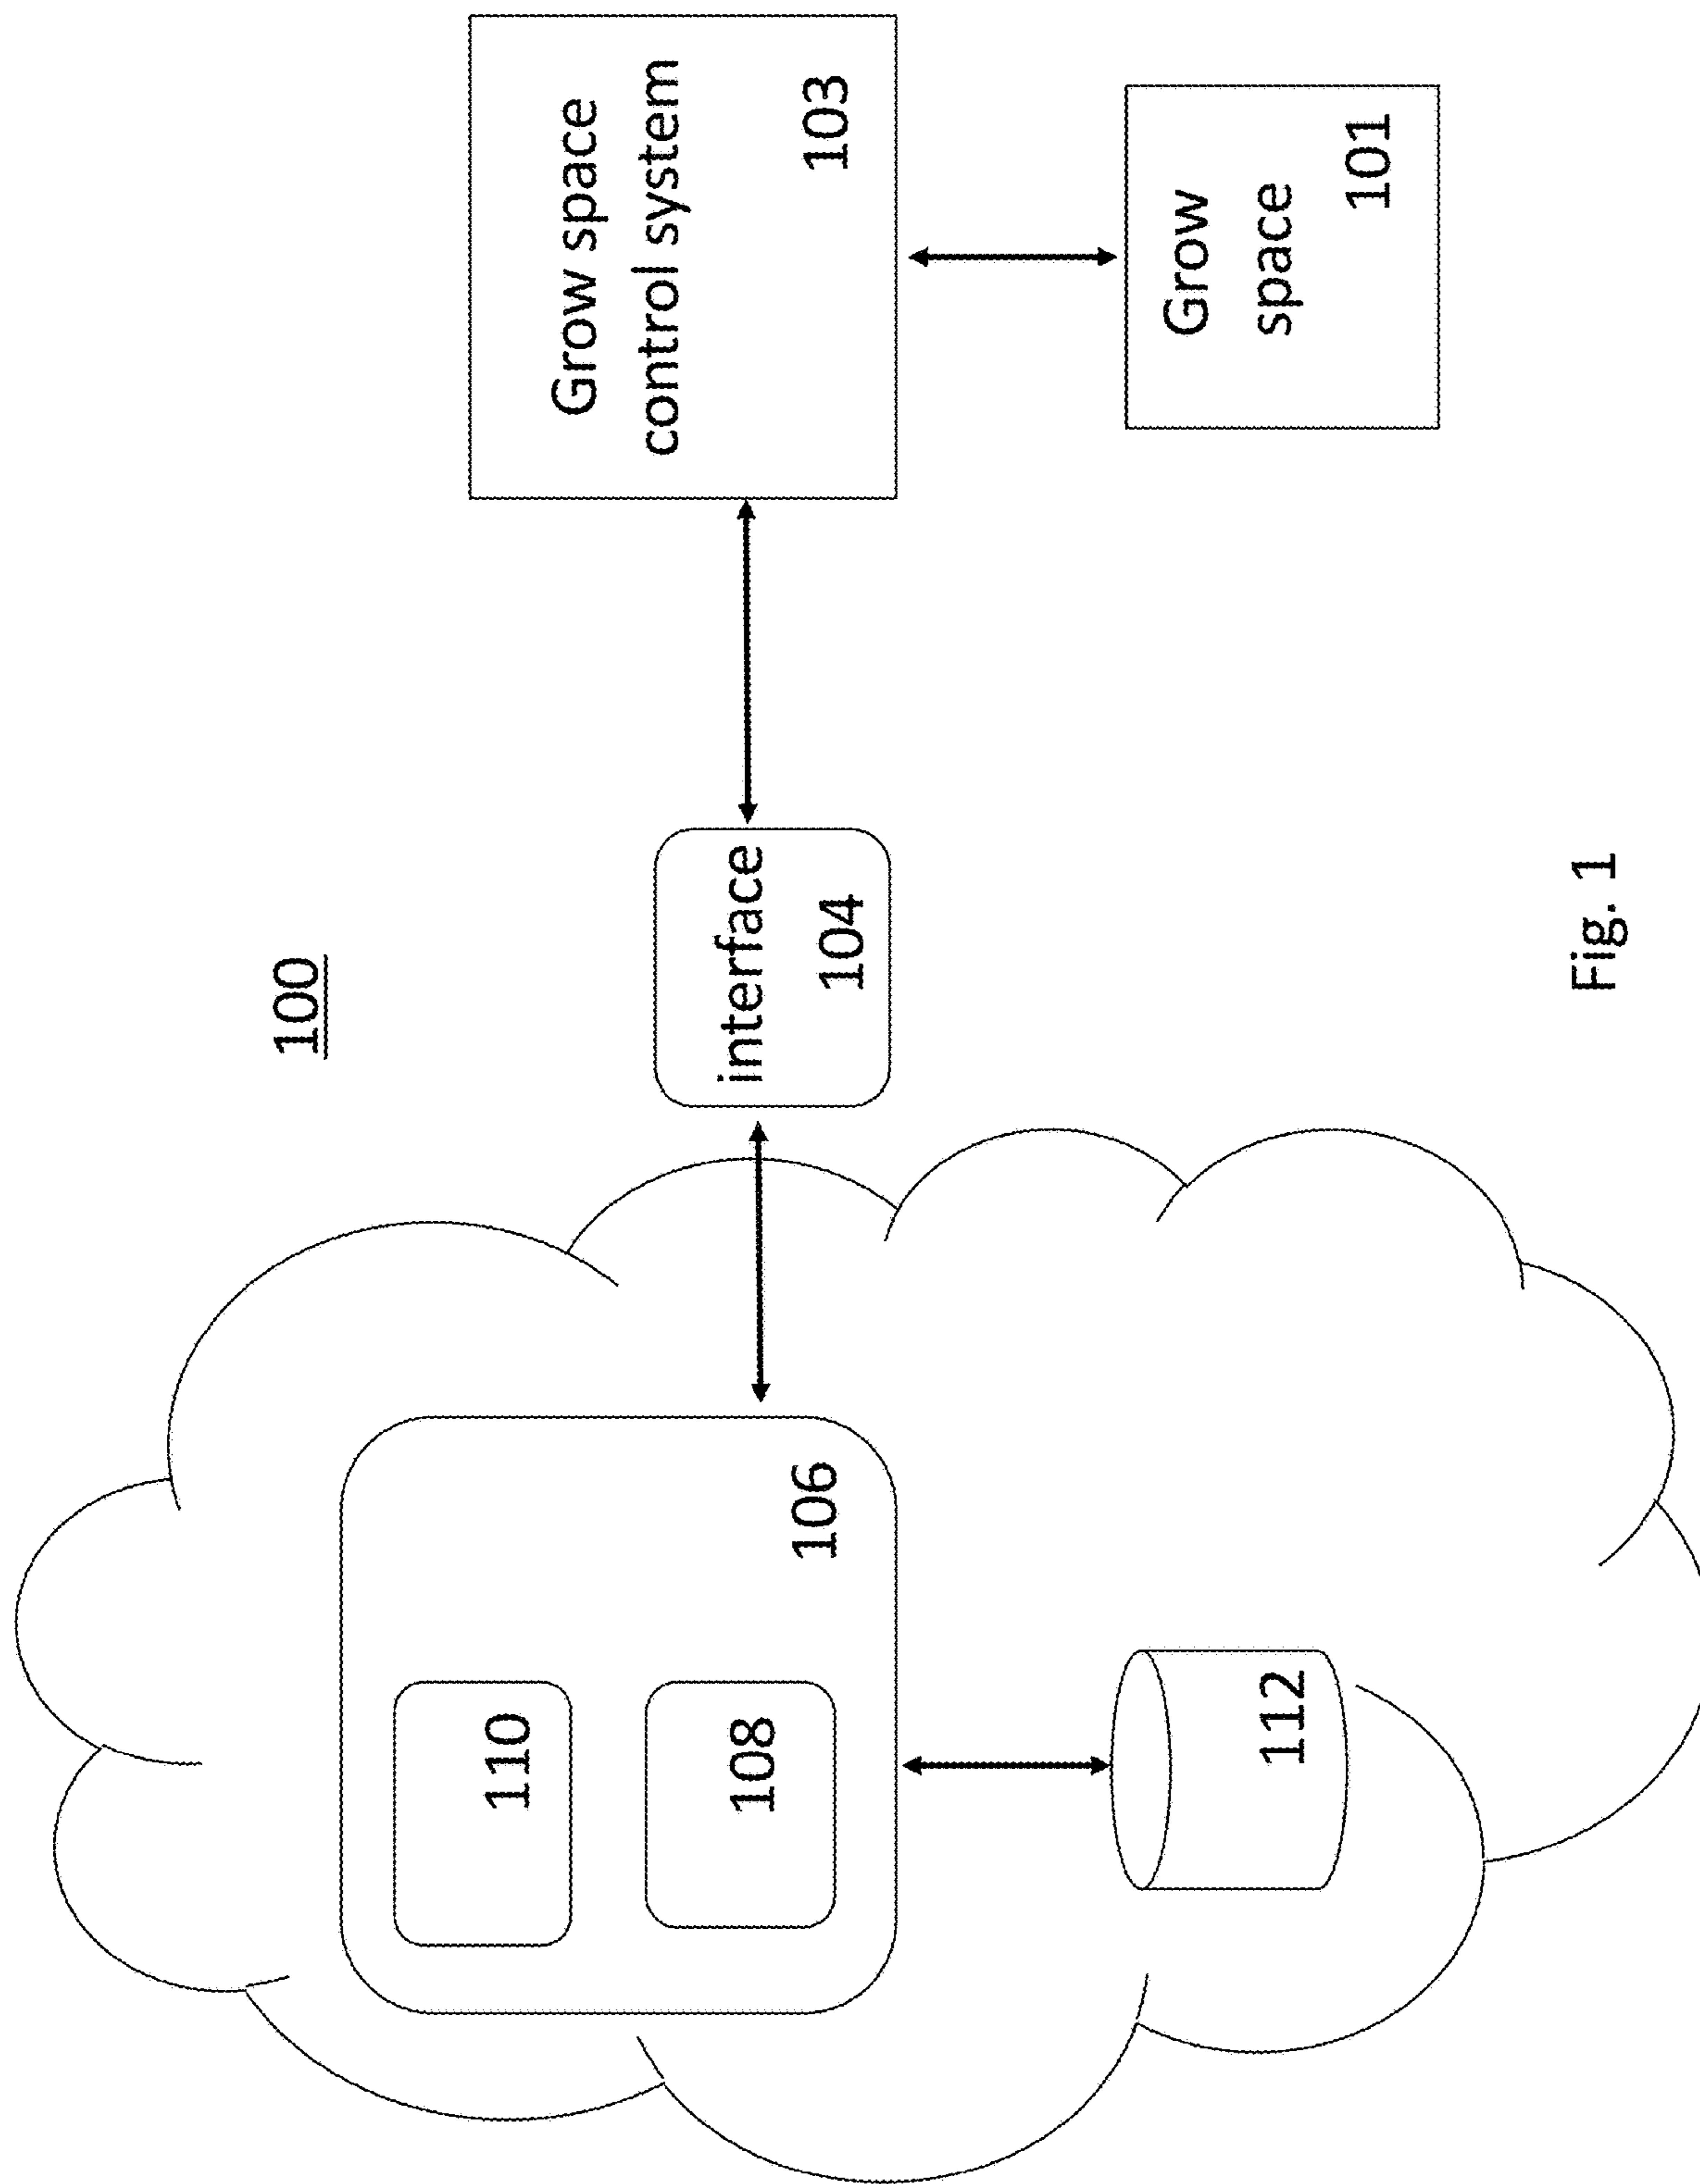 100
110
108
106
112
interface
104
Grow space
control system
103
Grow
space
101
Fig. 1